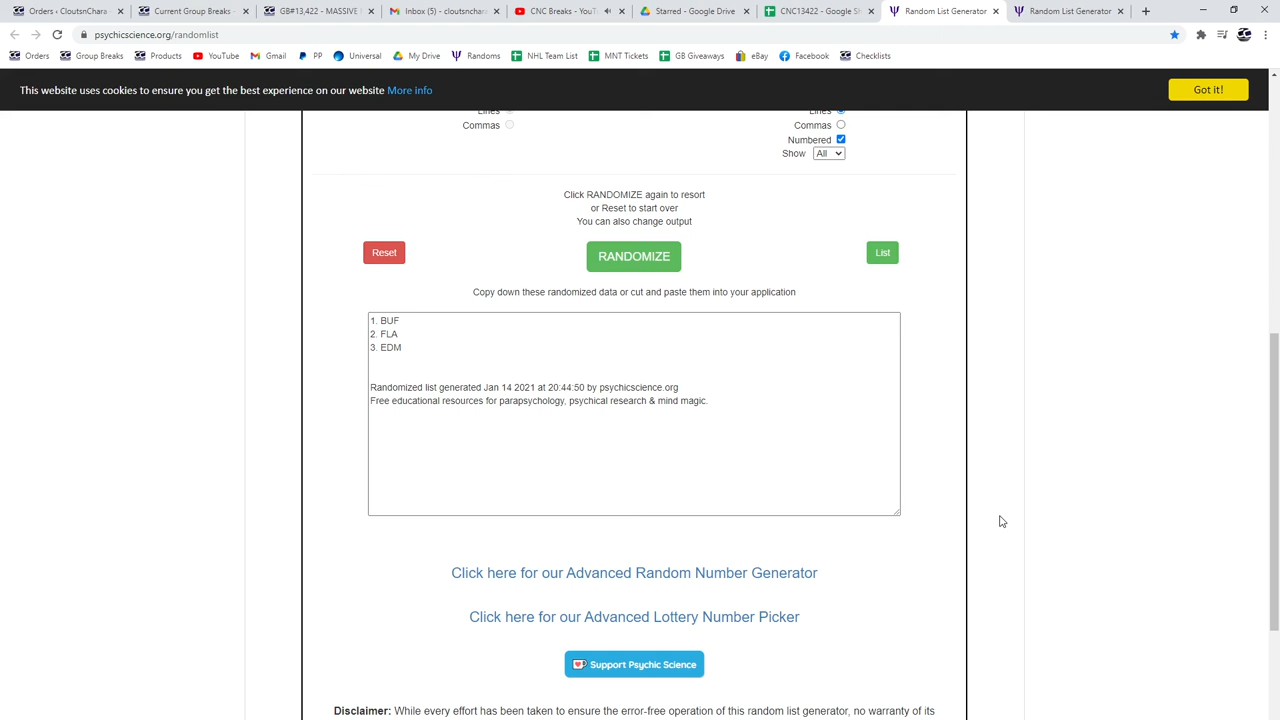 Orders ‹ CloutsnChara
Current Group Breaks -
GB#13,422 - MASSIVE
Inbox (5) - cloutsnchara
CNC Breaks - YouT
Starred - Google Drive
CNC13422 - Google Sh
Random List Generator
Random List Generator
psychicscience.org/randomlist
Orders
Group Breaks
Products
YouTube
Gmail
PP
Universal
My Drive
Randoms
NHL Team List
MNT Tickets
GB Giveaways
eBay
Facebook
Checklists
This website uses cookies to ensure you get the best experience on our website More info
Got it!
Lines
Lines
Commas
Commas
Numbered
Show All
Click RANDOMIZE again to resort
or Reset to start over
You can also change output
Reset
RANDOMIZE
List
Copy down these randomized data or cut and paste them into your application
1. BUF
2. FLA
3. EDM
Randomized list generated Jan 14 2021 at 20:44:50 by psychicscience.org
Free educational resources for parapsychology, psychical research & mind magic.
Click here for our Advanced Random Number Generator
Click here for our Advanced Lottery Number Picker
Support Psychic Science
Disclaimer: While every effort has been taken to ensure the error-free operation of this random list generator, no warranty of its